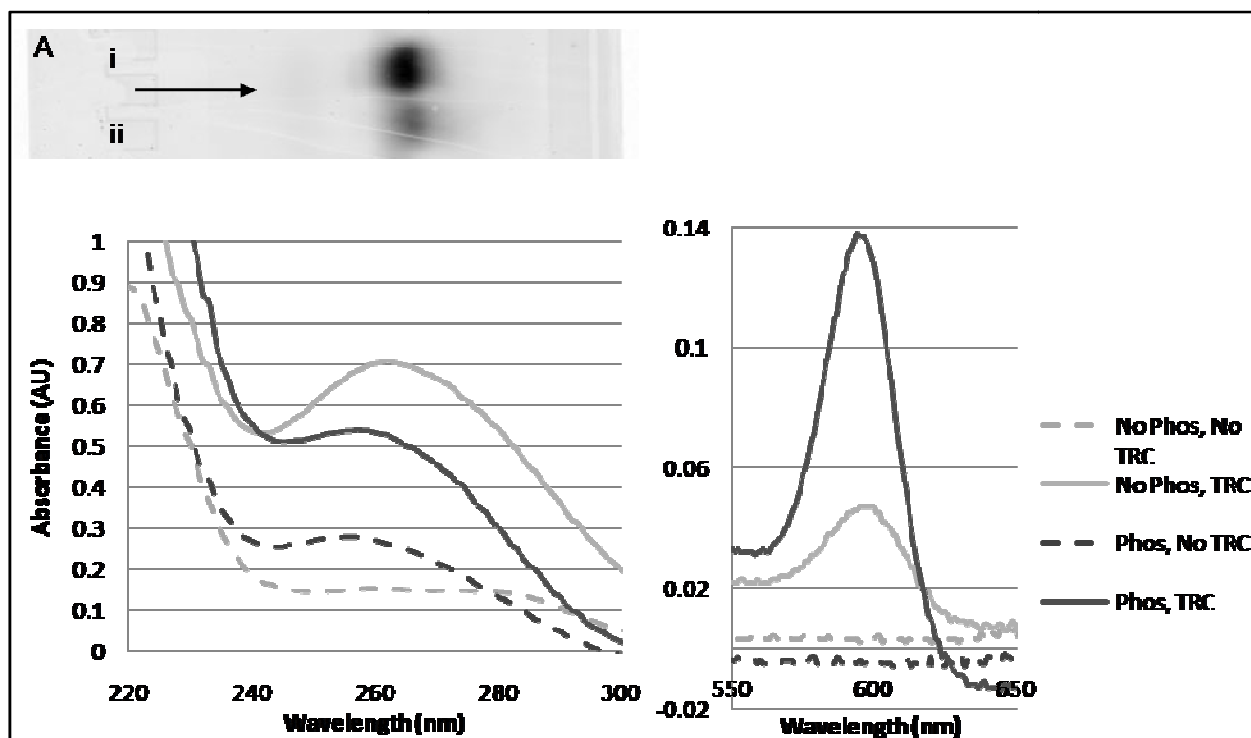 A
i
ii
1
0.9
0.8
0.7
0.6
0.5
0.4
0.3
0.2
0.1
0
Absorbance (AU)
220 240 260 280 300
Wavelength (nm)
0.14
0.1
0.06
0.02
-0.02
550 600 650
Wavelength (nm)
No Phos, No
TRC
No Phos, TRC
Phos, No TRC
Phos, TRC